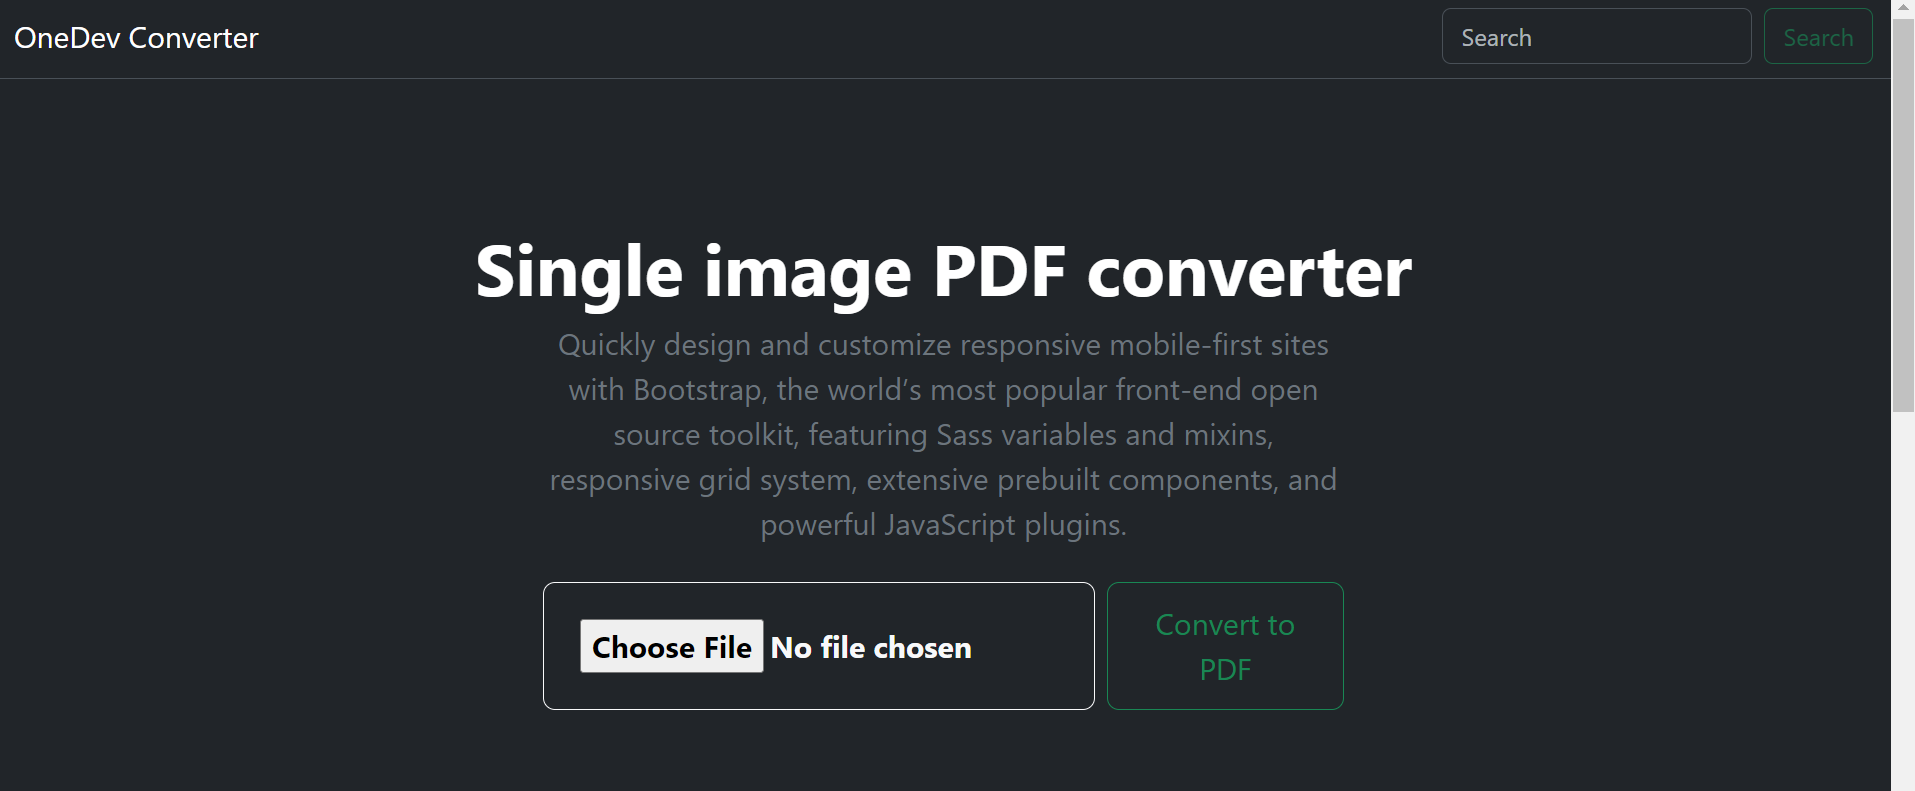 OneDev Converter
Search
Search
Single image PDF converter
Quickly design and customize responsive mobile-first sites
with Bootstrap, the world’s most popular front-end open
source toolkit, featuring Sass variables and mixins,
responsive grid system, extensive prebuilt components, and
powerful JavaScript plugins.
Choose File No file chosen
Convert to
PDF